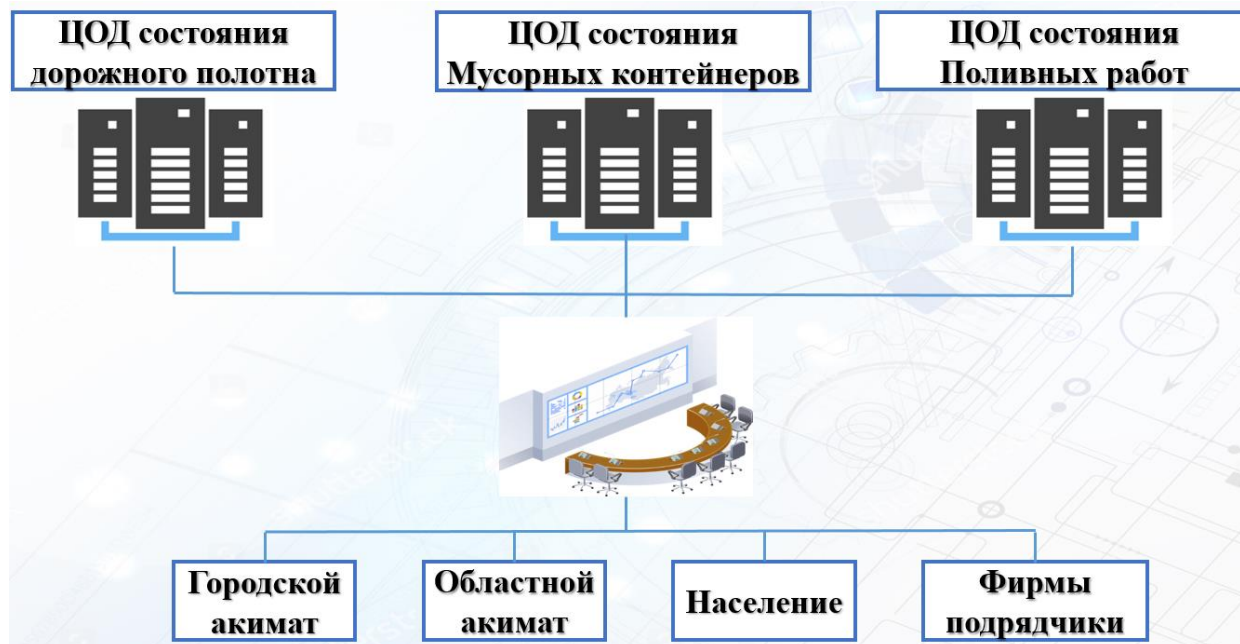 ЦОД состояния
дорожного полотна
ЦОД состояния
Мусорных контейнеров
ЦОД состояния
Поливных работ
Городской
акимат
Областной
акимат
Население
Фирмы
подрядчики